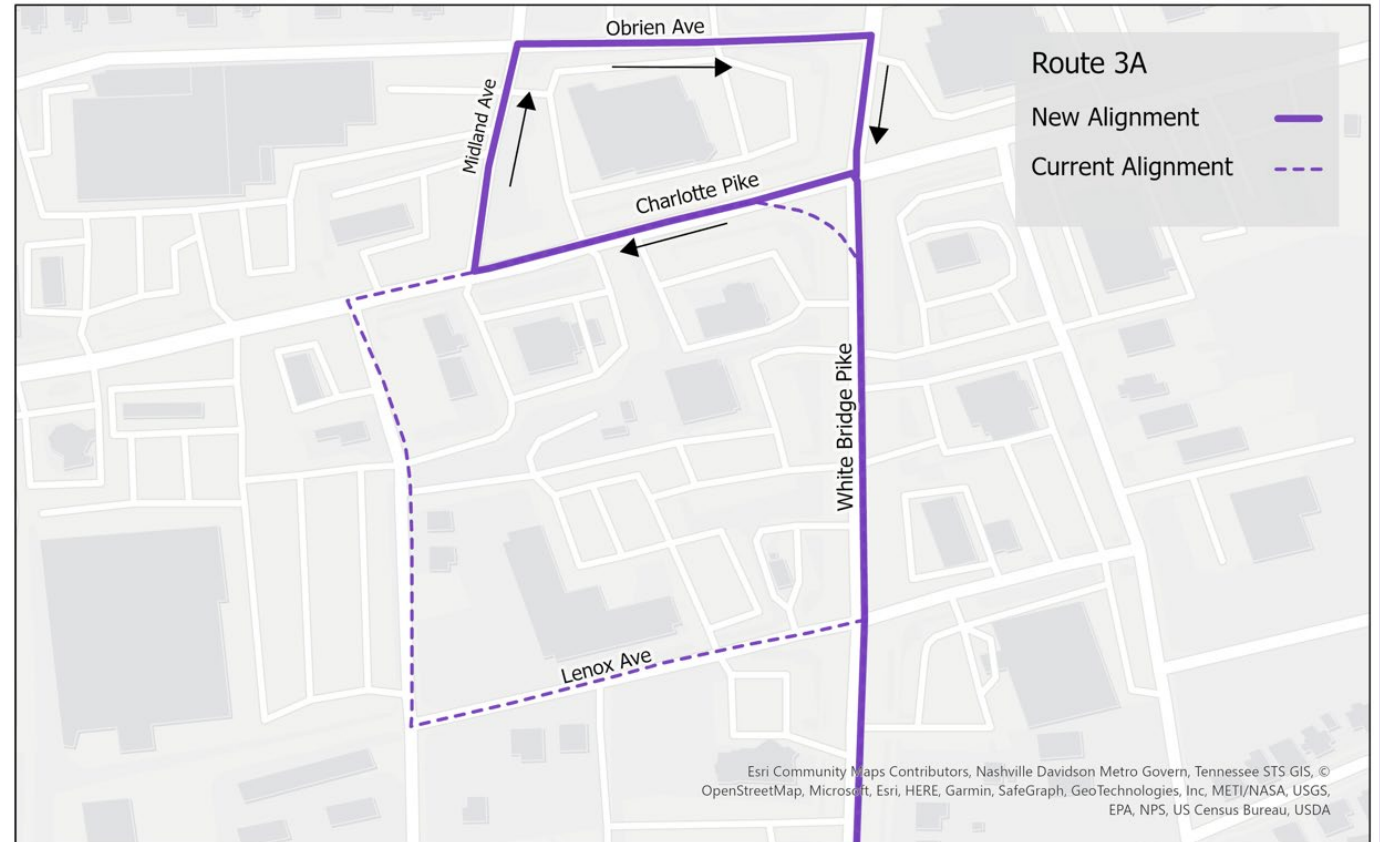 Obrien Ave
Midland Ave
Charlotte Pike
White Bridge Pike
Lenox Ave
Route 3A
New Alignment
Current Alignment
Esri Community Maps Contributors, Nashville Davidson Metro Govern, Tennessee STS GIS, ©
OpenStreetMap, Microsoft, Esri, HERE, Garmin, SafeGraph, GeoTechnologies, Inc, METI/NASA, USGS,
EPA, NPS, US Census Bureau, USDA